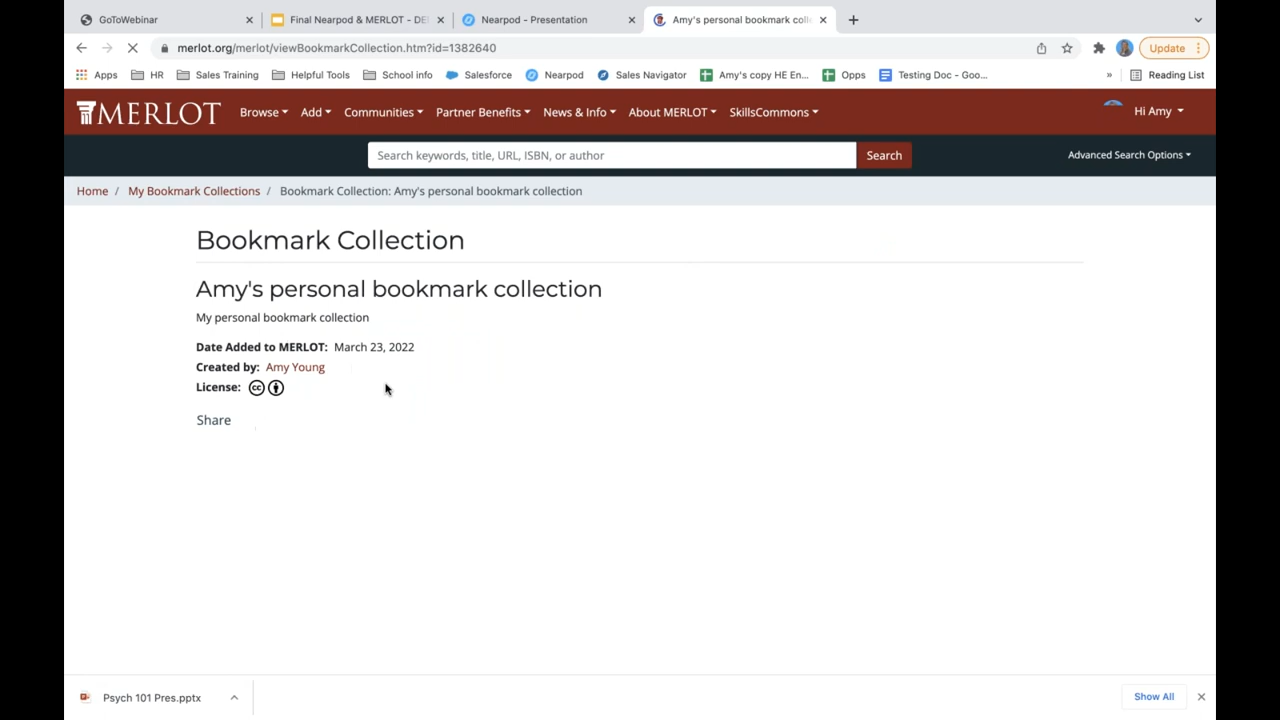 GoToWebinar
Final Nearpod & MERLOT - DE
Nearpod - Presentation
Amy's personal bookmark coll
merlot.org/merlot/viewBookmarkCollection.htm?id=1382640
Update
Apps HR Sales Training Helpful Tools School info Salesforce Nearpod Sales Navigator Amy's copy HE En... Opps Testing Doc - Goo... » Reading List
MERLOT Browse Add Communities Partner Benefits News & Info About MERLOT SkillsCommons Hi Amy
Search keywords, title, URL, ISBN, or author Search Advanced Search Options
Home / My Bookmark Collections / Bookmark Collection: Amy's personal bookmark collection
Bookmark Collection
Amy's personal bookmark collection
My personal bookmark collection
Date Added to MERLOT: March 23, 2022
Created by: Amy Young
License: cc
Share
Psych 101 Pres.pptx Show All